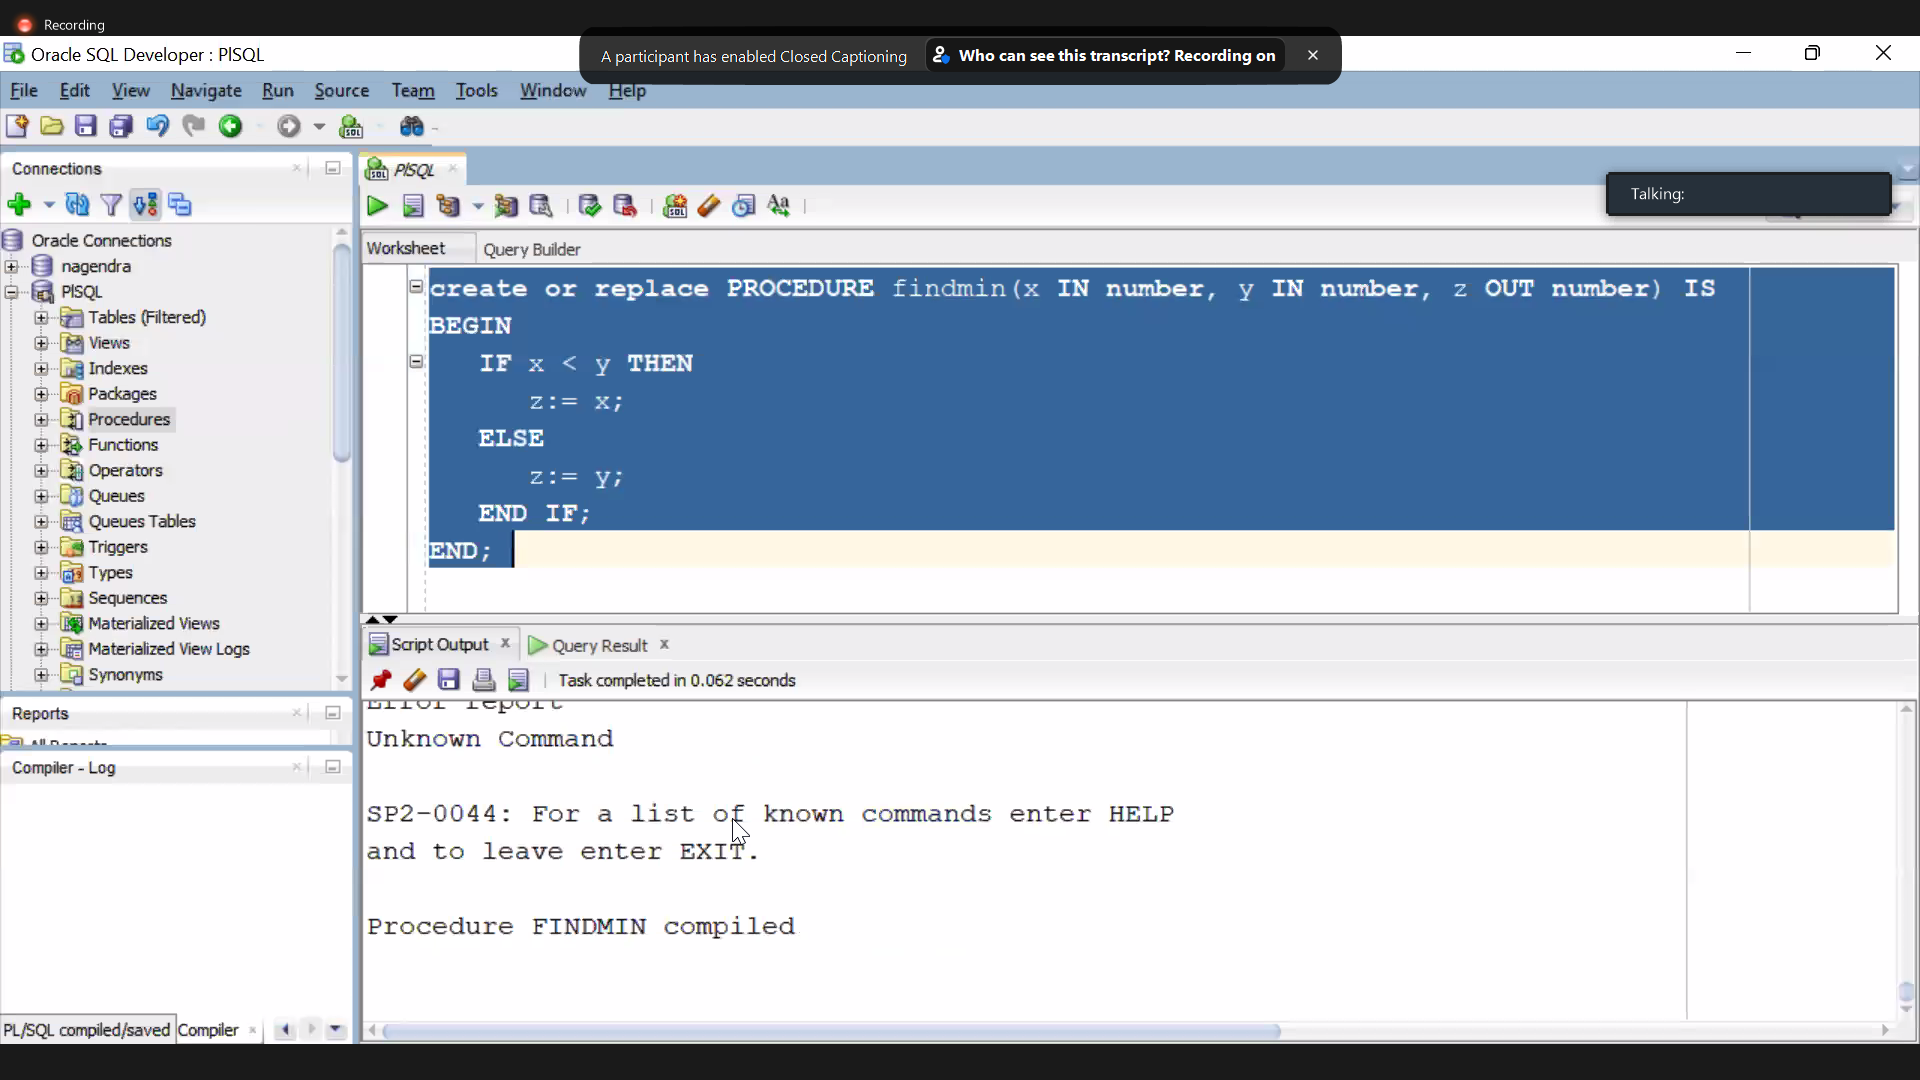 Recording
Oracle SQL Developer : PlSQL
A participant has enabled Closed Captioning
Who can see this transcript? Recording on
File Edit View Navigate Run Source Team Tools Window Help
Connections
PlSQL
Talking:
Oracle Connections
nagendra
PlSQL
Tables (Filtered)
Views
Indexes
Packages
Procedures
Functions
Operators
Queues
Queues Tables
Triggers
Types
Sequences
Materialized Views
Materialized View Logs
Synonyms
Reports
All Reports
Compiler - Log
PL/SQL compiled/saved Compiler
Worksheet Query Builder
create or replace PROCEDURE findmin(x IN number, y IN number, z OUT number) IS
BEGIN
IF x < y THEN
z:= x;
ELSE
z:= y;
END IF;
END;
Script Output Query Result
Task completed in 0.062 seconds
Error report
Unknown Command
SP2-0044: For a list of known commands enter HELP
and to leave enter EXIT.
Procedure FINDMIN compiled